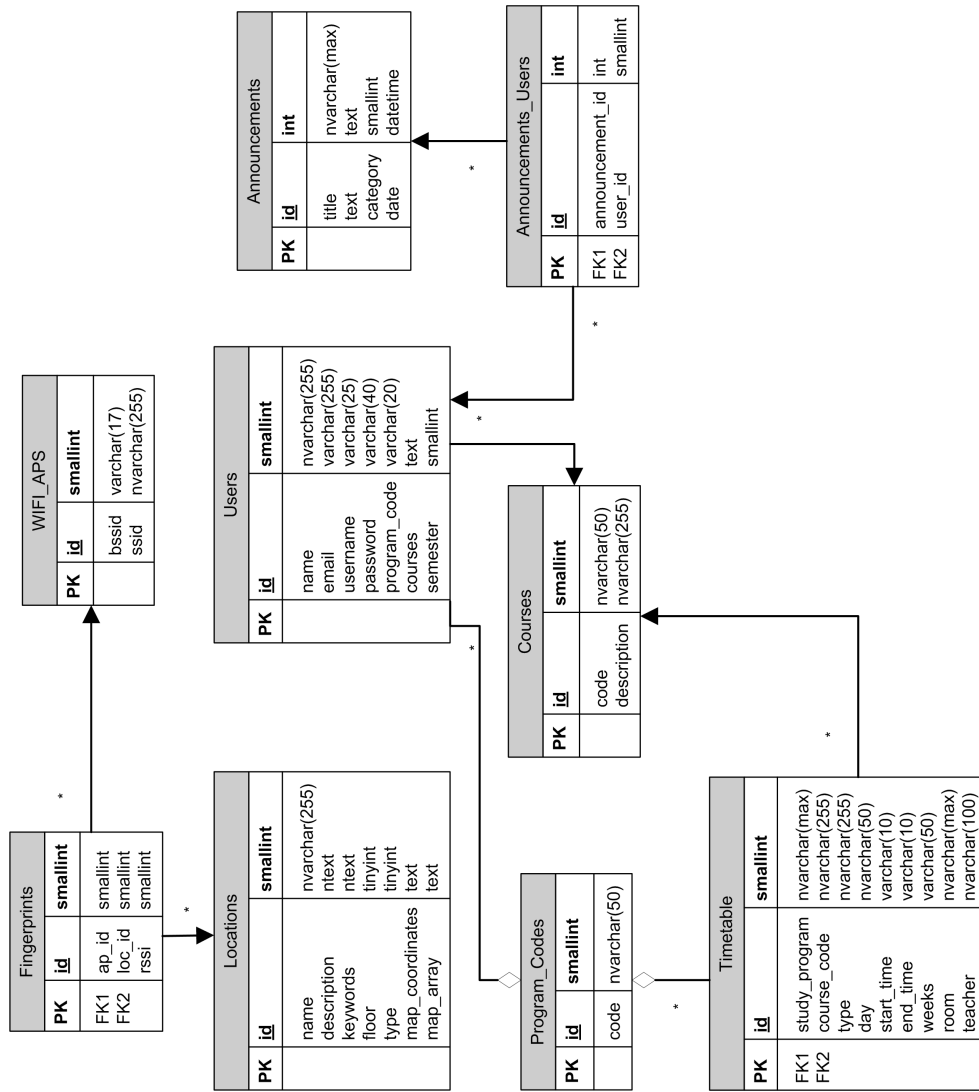 Fingerprints
PK id smallint
FK1 ap_id smallint
FK2 loc_id smallint
rssi smallint
*
*
WIFI_APS
PK id smallint
bssid varchar(17)
ssid nvarchar(255)
Locations
PK id smallint
name nvarchar(255)
description ntext
keywords ntext
floor tinyint
type tinyint
map_coordinates text
map_array text
Users
PK id smallint
name nvarchar(255)
email varchar(255)
username varchar(25)
password varchar(40)
program_code varchar(20)
courses text
semester smallint
*
*
Announcements
PK id int
title nvarchar(max)
text text
category smallint
date datetime
*
Program_Codes
PK id smallint
code nvarchar(50)
*
Courses
PK id smallint
code nvarchar(50)
description nvarchar(255)
*
Announcements_Users
PK id int
FK1 announcement_id int
FK2 user_id smallint
*
Timetable
PK id smallint
FK1 study_program nvarchar(max)
FK2 course_code nvarchar(255)
type nvarchar(255)
day nvarchar(50)
start_time varchar(10)
end_time varchar(10)
weeks varchar(50)
room nvarchar(max)
teacher nvarchar(100)